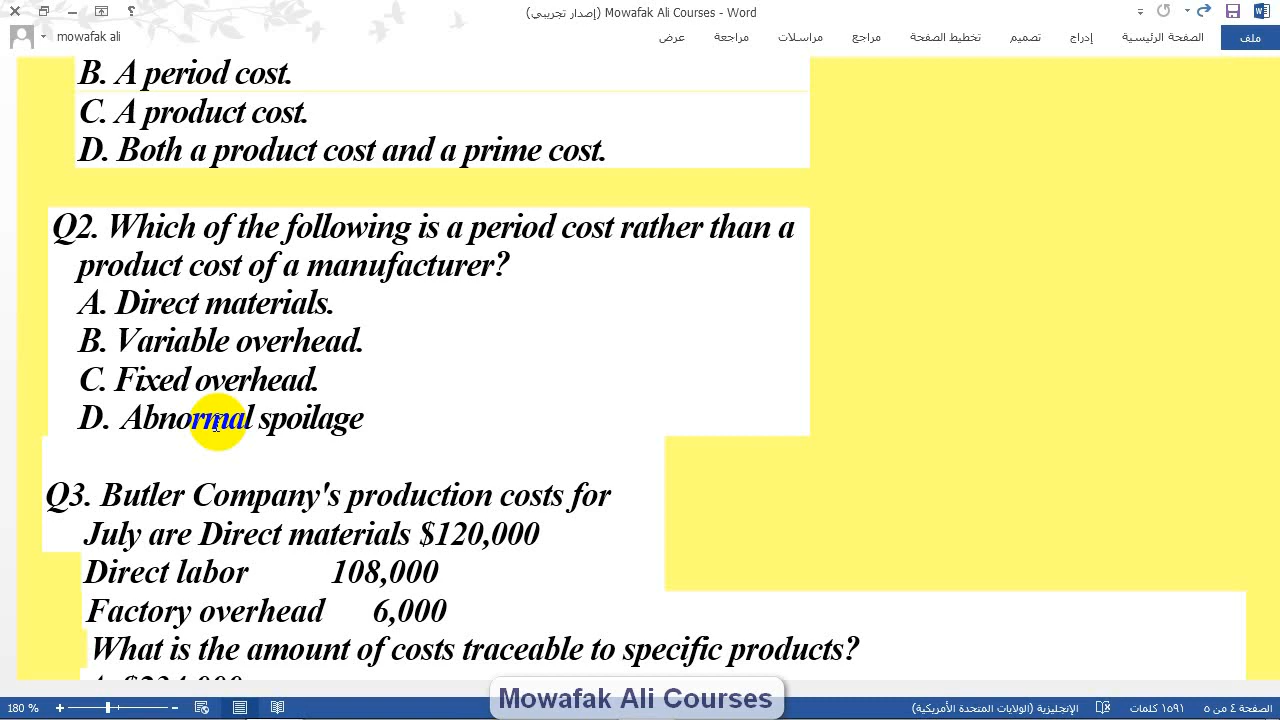 Mowafak Ali Courses - Word (إصدار تجريبي)
mowafak ali
ملف
الصفحة الرئيسية
إدراج
تصميم
تخطيط الصفحة
مراجع
مراسلات
مراجعة
عرض
B. A period cost.
C. A product cost.
D. Both a product cost and a prime cost.
Q2. Which of the following is a period cost rather than a
product cost of a manufacturer?
A. Direct materials.
B. Variable overhead.
C. Fixed overhead.
D. Abnormal spoilage
Q3. Butler Company's production costs for
July are Direct materials $120,000
Direct labor 108,000
Factory overhead 6,000
What is the amount of costs traceable to specific products?
A. $234,000
Mowafak Ali Courses
180 %
الصفحة ٤ من ٥
١٥٩١ كلمات
الإنجليزية (الولايات المتحدة الأمريكية)